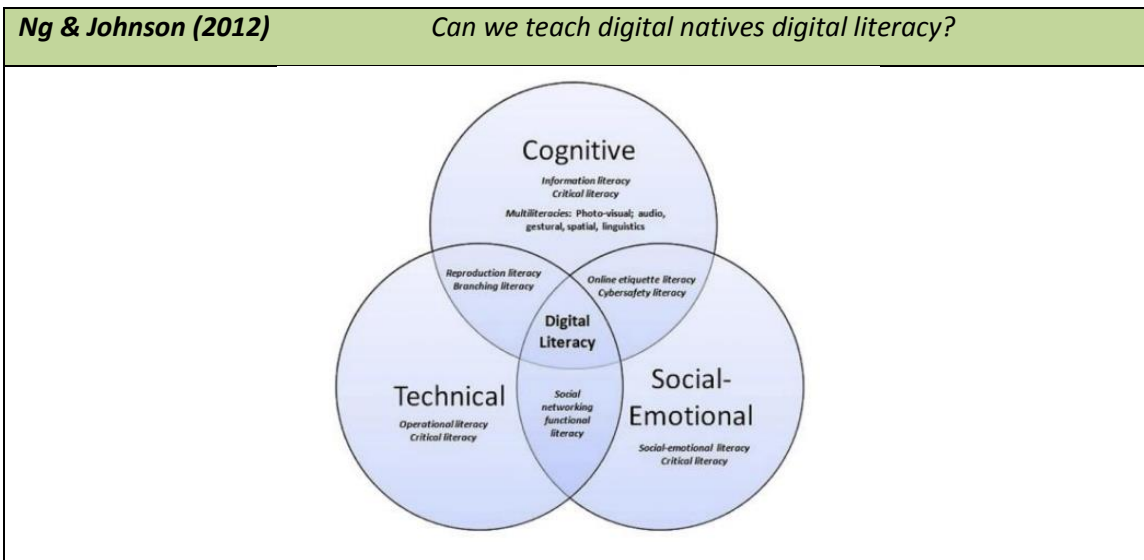 Ng & Johnson (2012) Can we teach digital natives digital literacy?
Cognitive
Information literacy
Critical literacy
Multiliteracies: Photo-visual; audio,
gestural, spatial, linguistics
Reproduction literacy
Branching literacy
Online etiquette literacy
Cybersafety literacy
Digital
Literacy
Technical
Operational literacy
Critical literacy
Social
networking
functional
literacy
Social-
Emotional
Social-emotional literacy
Critical literacy